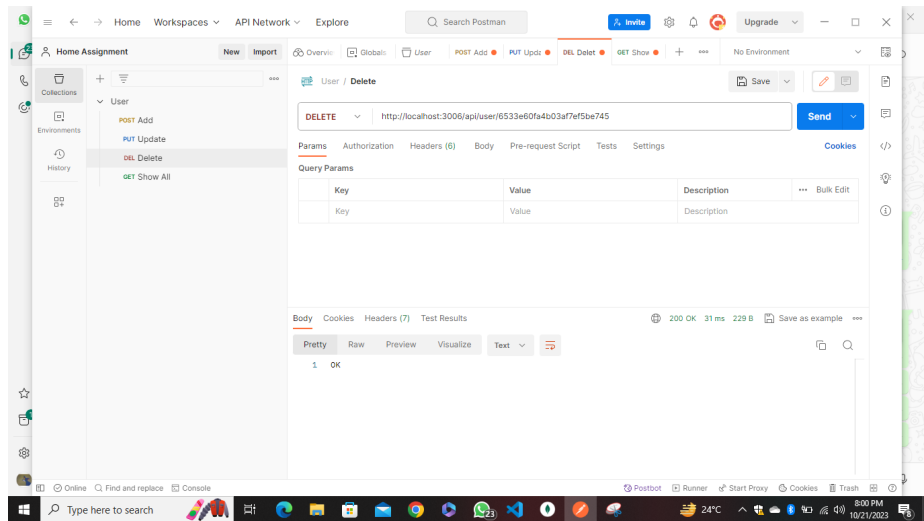 Home Workspaces API Network Explore Search Postman Invite Upgrade
Home Assignment New Import Overvie Globals User POST Add PUT Upda DEL Delet GET Show + No Environment
Collections
Environments
History
User
POST Add
PUT Update
DEL Delete
GET Show All
User / Delete Save
DELETE http://localhost:3006/api/user/6533e60fa4b03af7ef5be745 Send
Params Authorization Headers (6) Body Pre-request Script Tests Settings Cookies
Query Params
Key Value Description Bulk Edit
Key Value Description
Body Cookies Headers (7) Test Results 200 OK 31 ms 229 B Save as example
Pretty Raw Preview Visualize Text
1 OK
Online Find and replace Console Postbot Runner Start Proxy Cookies Trash
Type here to search 23 24°C 8:00 PM
10/21/2023 8